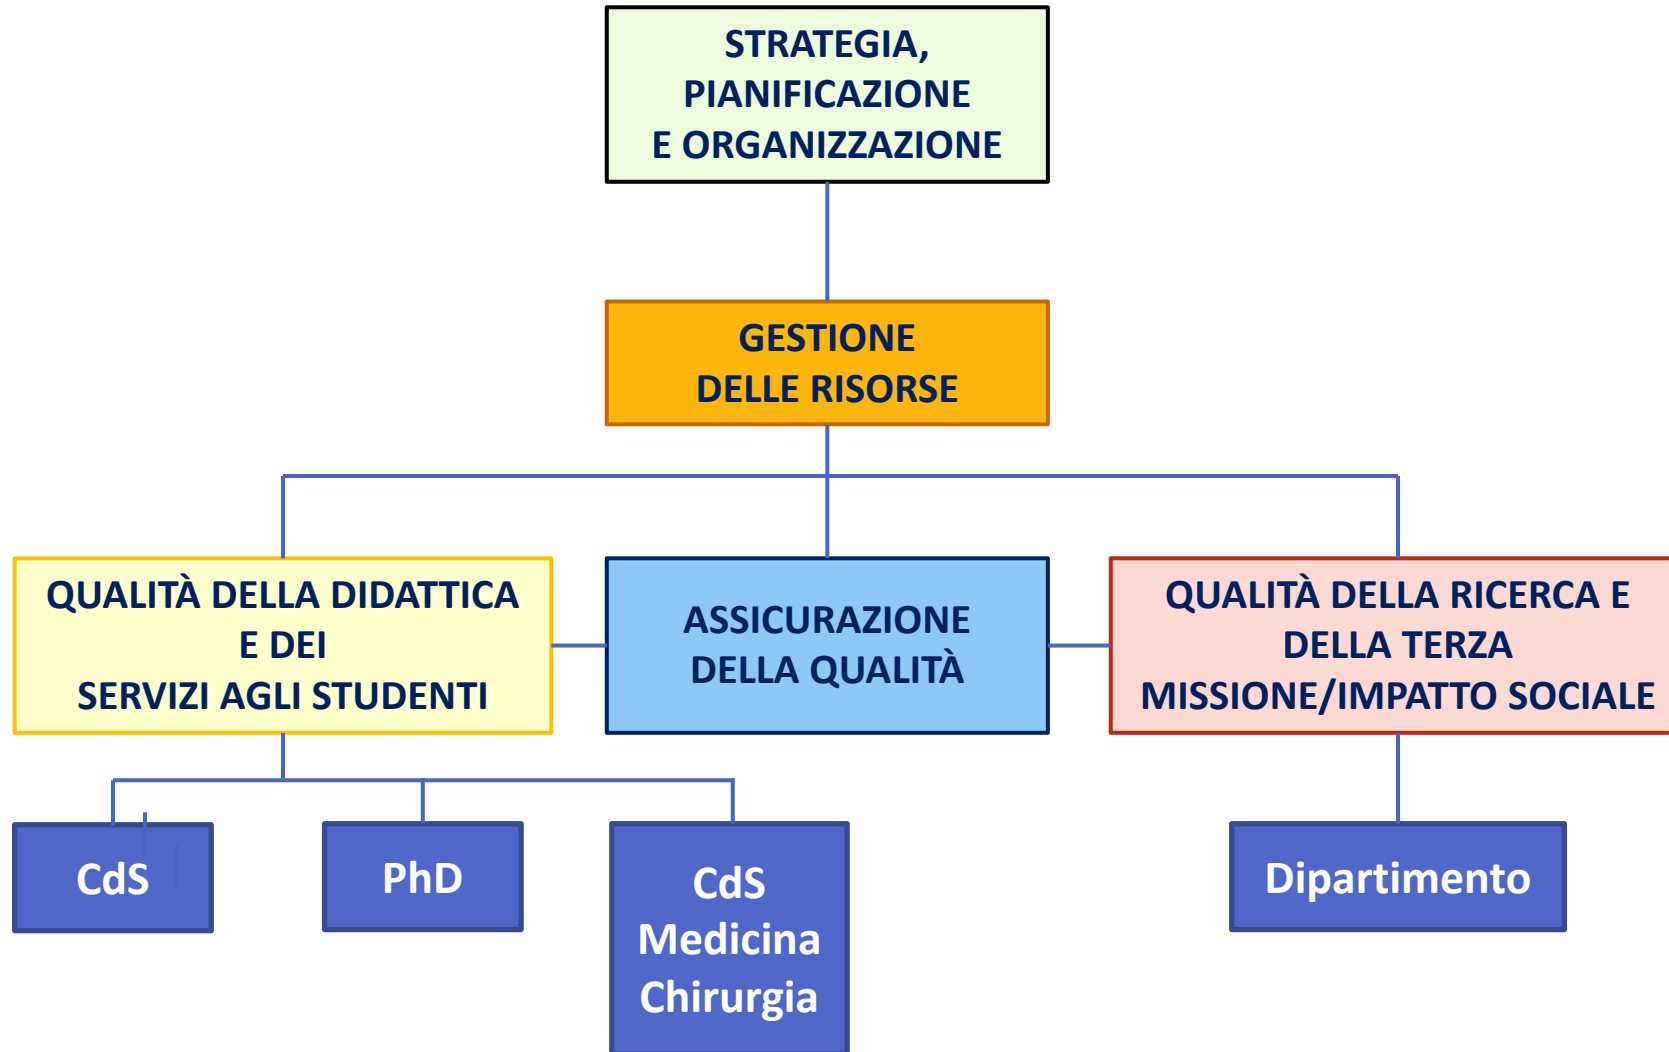 STRATEGIA,
PIANIFICAZIONE
E ORGANIZZAZIONE
GESTIONE
DELLE RISORSE
QUALITÀ DELLA DIDATTICA
E DEI
SERVIZI AGLI STUDENTI
ASSICURAZIONE
DELLA QUALITÀ
QUALITÀ DELLA RICERCA E
DELLA TERZA
MISSIONE/IMPATTO SOCIALE
CdS
PhD
CdS
Medicina
Chirurgia
Dipartimento